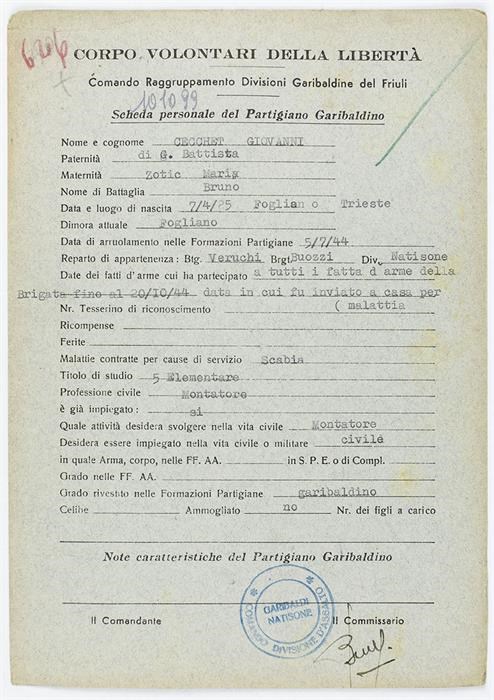 6206
CORPO VOLONTARI DELLA LIBERTÀ
Comando Raggruppamento Divisioni Garibaldine del Friuli
101099
Scheda personale del Partigiano Garibaldino
Nome e cognome CECCHET GIOVANNI
Paternità di G. Battista
Maternità Zotic Maria
Nome di Battaglia Bruno
Data e luogo di nascita 7/4/25 Foglian o Trieste
Dimora attuale Fogliano
Data di arruolamento nelle Formazioni Partigiane 5/7/44
Reparto di appartenenza: Btg. Veruchi Brgt. Buozzi Div. Natisone
Date dei fatti d'arme cui ha partecipato a tutti i fatta d'arme della
Brigata fino al 20/IO/44 data in cui fu inviato a casa per
Nr. Tesserino di riconoscimento ( malattia
Ricompense
Ferite
Malattie contratte per cause di servizio Scabia
Titolo di studio 5 Elementare
Professione civile Montatore
è già impiegato: si
Quale attività desidera svolgere nella vita civile Montatore
Desidera essere impiegato nella vita civile o militare civile
in quale Arma, corpo, nelle FF. AA. in S. P. E. o di Compl.
Grado nelle FF. AA.
Grado rivestito nelle Formazioni Partigiane garibaldino
Celibe Ammogliato no Nr. dei figli a carico
Note caratteristiche del Partigiano Garibaldino
Il Comandante
Il Commissario
COMANDO DIVISIONE D'ASSALTO
GARIBALDI
NATISONE